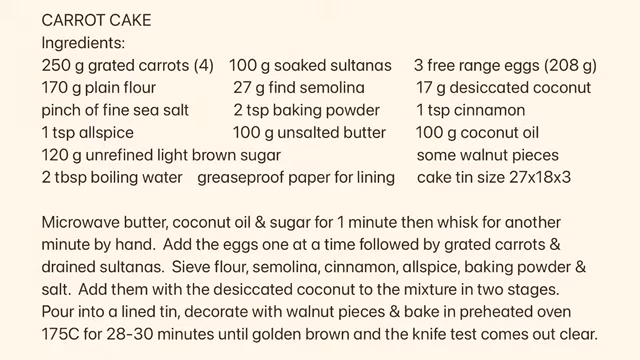 CARROT CAKE
Ingredients:
250 g grated carrots (4) 100 g soaked sultanas 3 free range eggs (208 g)
170 g plain flour 27 g find semolina 17 g desiccated coconut
pinch of fine sea salt 2 tsp baking powder 1 tsp cinnamon
1 tsp allspice 100 g unsalted butter 100 g coconut oil
120 g unrefined light brown sugar some walnut pieces
2 tbsp boiling water greaseproof paper for lining cake tin size 27x18x3
Microwave butter, coconut oil & sugar for 1 minute then whisk for another
minute by hand. Add the eggs one at a time followed by grated carrots &
drained sultanas. Sieve flour, semolina, cinnamon, allspice, baking powder &
salt. Add them with the desiccated coconut to the mixture in two stages.
Pour into a lined tin, decorate with walnut pieces & bake in preheated oven
175C for 28-30 minutes until golden brown and the knife test comes out clear.